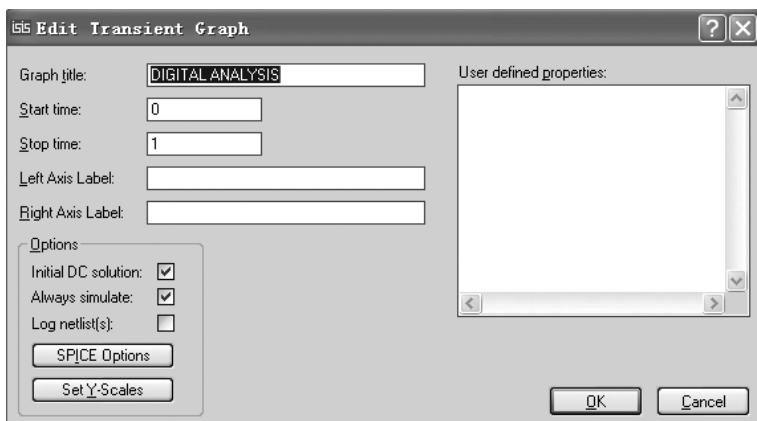 isis Edit Transient Graph
Graph title: DIGITAL ANALYSIS
Start time: 0
Stop time: 1
Left Axis Label:
Right Axis Label:
Options
Initial DC solution:
Always simulate:
Log netlist(s):
SPICE Options
Set Y-Scales
User defined properties:
OK Cancel